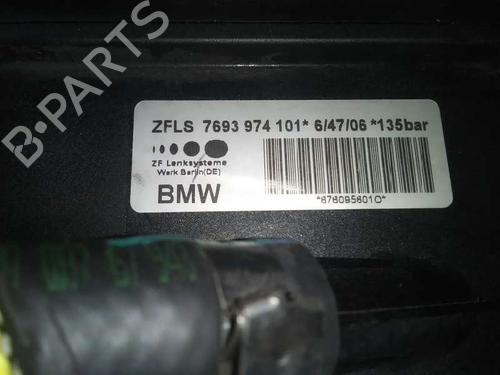 B-PARTS
ZFLS 7693 974 101* 6/47/06 *135bar
ZF Lenksysteme
Werk Berlin(DE)
BMW
*676095601O*